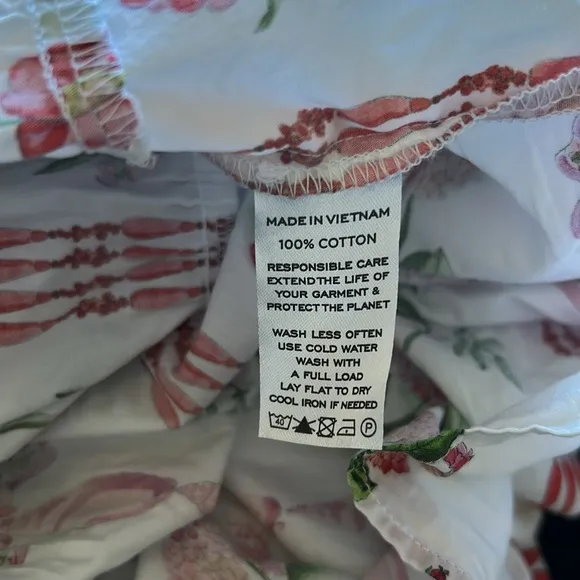 MADE IN VIETNAM
100% COTTON
RESPONSIBLE CARE
EXTEND THE LIFE OF
YOUR GARMENT &
PROTECT THE PLANET
WASH LESS OFTEN
USE COLD WATER
WASH WITH
A FULL LOAD
LAY FLAT TO DRY
COOL IRON IF NEEDED
40 P